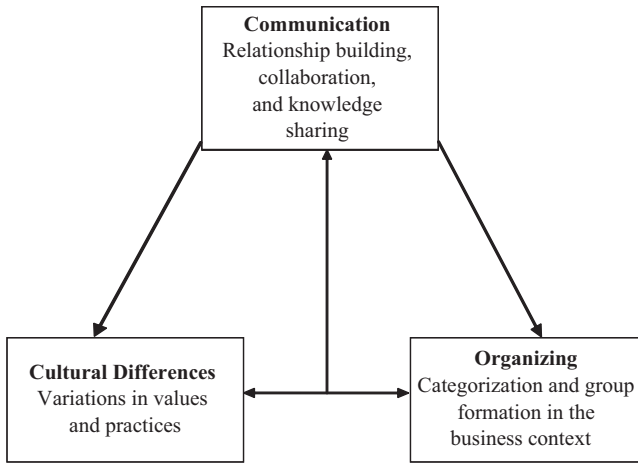 Communication
Relationship building,
collaboration,
and knowledge
sharing
Cultural Differences
Variations in values
and practices
Organizing
Categorization and group
formation in the
business context